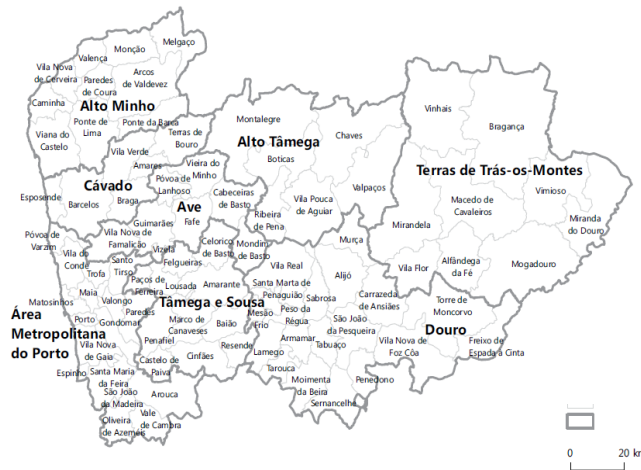 Melgaço
Monção
Valença
Vila Nova
de Cerveira
Paredes
de Coura
Arcos
de Valdevez
Caminha
Alto Minho
Ponte de
Lima
Ponte da Barca
Viana do
Castelo
Terras de
Bouro
Vila Verde
Amares
Vieira do
Minho
Cávado
Póvoa de
Lanhoso
Cabeceiras
de Basto
Esposende
Barcelos
Braga
Ave
Fafe
Guimarães
Póvoa de
Varzim
Vila Nova de
Famalicão
Vizela
Celorico
de Basto
Mondim
de Basto
Montalegre
Chaves
Alto Tâmega
Boticas
Valpaços
Vila Pouca
de Aguiar
Ribeira
de Pena
Vinhais
Bragança
Terras de Trás-os-Montes
Vimioso
Macedo de
Cavaleiros
Miranda
do Douro
Mirandela
Alfândega
da Fé
Mogadouro
Vila Flor
Vila do
Conde
Santo
Tirso
Trofa
Felgueiras
Paços de
Ferreira
Lousada
Amarante
Maia
Valongo
Matosinhos
Tâmega e Sousa
Área
Metropolitana
do Porto
Porto
Gondomar
Paredes
Marco de
Canaveses
Baião
Penafiel
Resende
Vila Nova
de Gaia
Castelo de
Paiva
Cinfães
Espinho
Santa Maria
da Feira
Arouca
São João
da Madeira
Oliveira
de Azeméis
Vale
de Cambra
Murça
Vila Real
Alijó
Santa Marta de
Penaguião
Sabrosa
Carrazeda
de Ansiães
Torre de
Moncorvo
Mesão
Frio
Peso da
Régua
São João
da Pesqueira
Douro
Armamar
Tabuaço
Vila Nova de
Foz Côa
Freixo de
Espada à Cinta
Lamego
Tarouca
Moimenta
da Beira
Penedono
Sernancelhe
0 20 km